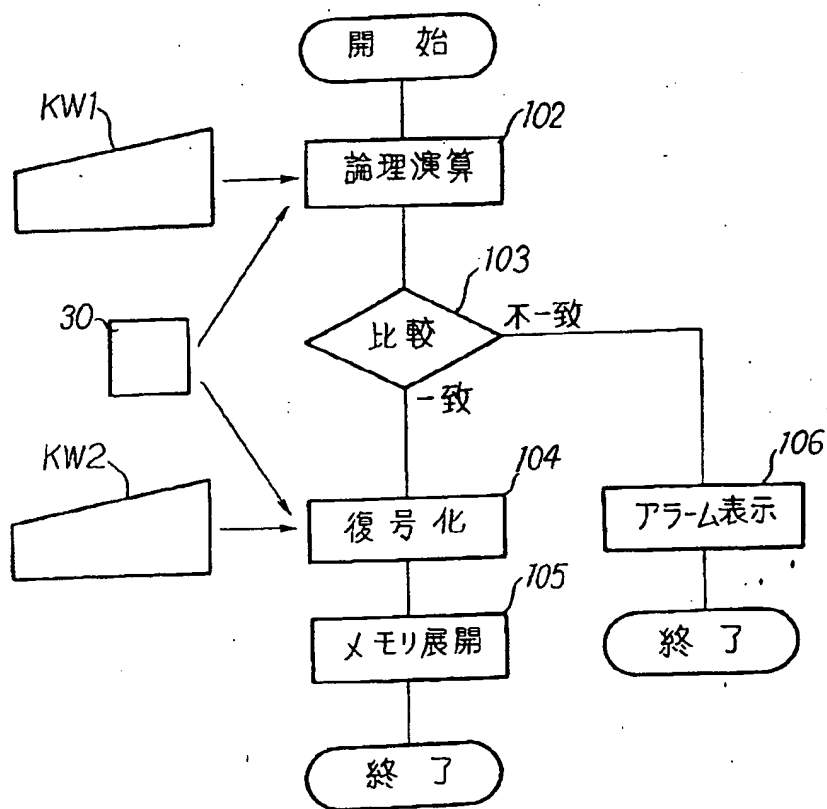 開始
KW1
102
論理演算
103
比較
不一致
30
一致
KW2
104
106
復号化
アラーム表示
105
メモリ展開
終了
終了